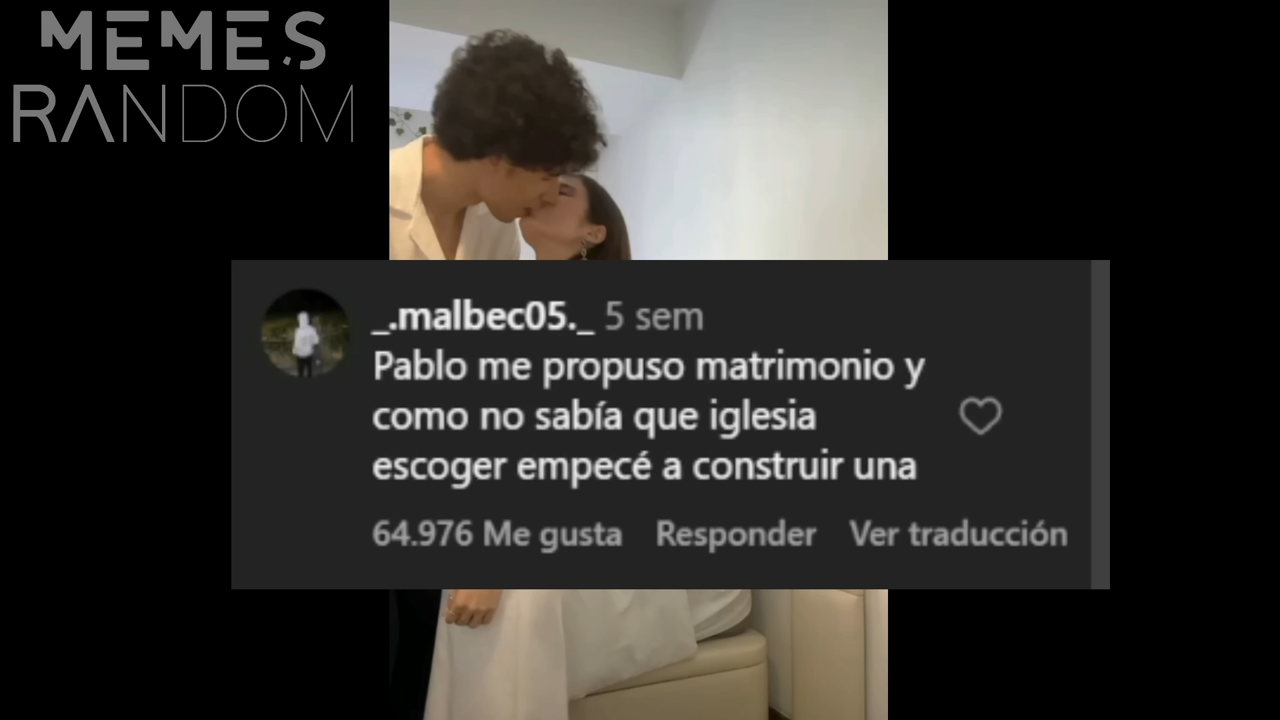 MEMES
RANDOM
_.malbec05._ 5 sem
Pablo me propuso matrimonio y
como no sabía que iglesia
escoger empecé a construir una
64.976 Me gusta Responder Ver traducción